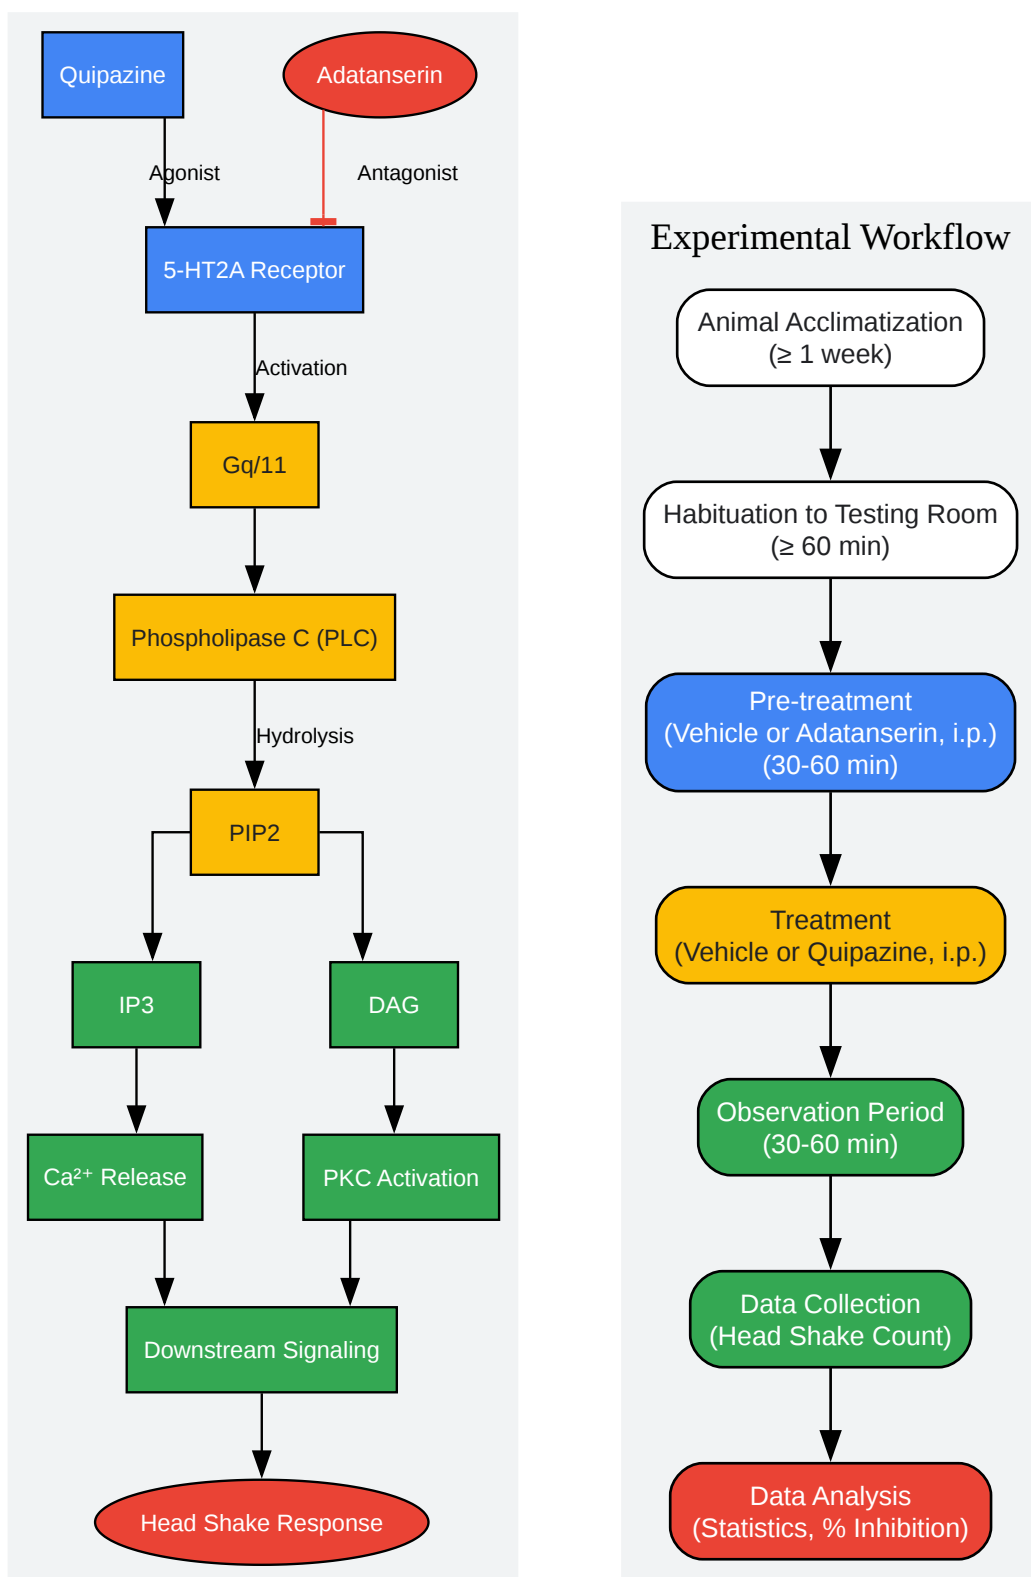 Quipazine
Adatanserin
Agonist
Antagonist
5-HT2A Receptor
Activation
Gq/11
Phospholipase C (PLC)
Hydrolysis
PIP2
IP3
DAG
Ca²⁺ Release
PKC Activation
Downstream Signaling
Head Shake Response
Experimental Workflow
Animal Acclimatization
(≥ 1 week)
Habituation to Testing Room
(≥ 60 min)
Pre-treatment
(Vehicle or Adatanserin, i.p.)
(30-60 min)
Treatment
(Vehicle or Quipazine, i.p.)
Observation Period
(30-60 min)
Data Collection
(Head Shake Count)
Data Analysis
(Statistics, % Inhibition)